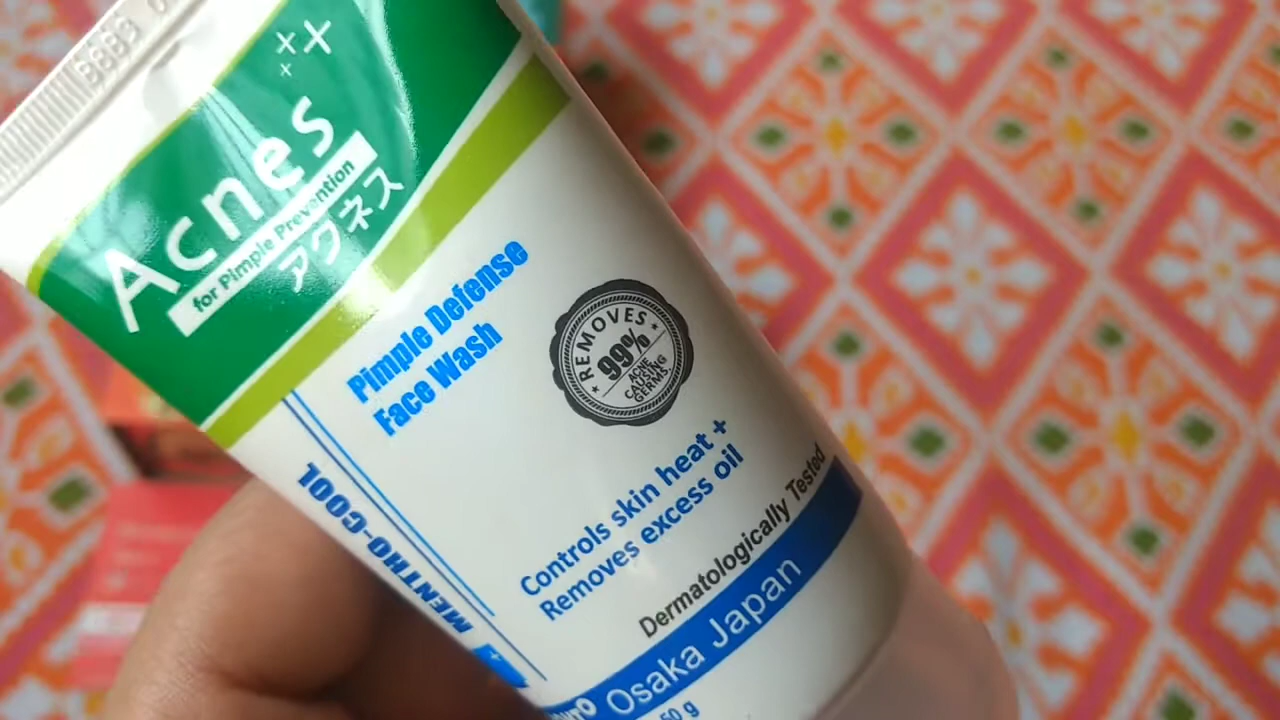 Acnes
for Pimple Prevention
アクネス
Pimple Defense
Face Wash
REMOVES
99%
ACNE
CAUSING
GERMS
Controls skin heat +
Removes excess oil
Dermatologically Tested
MENTHO-COOL
Osaka Japan
50 g